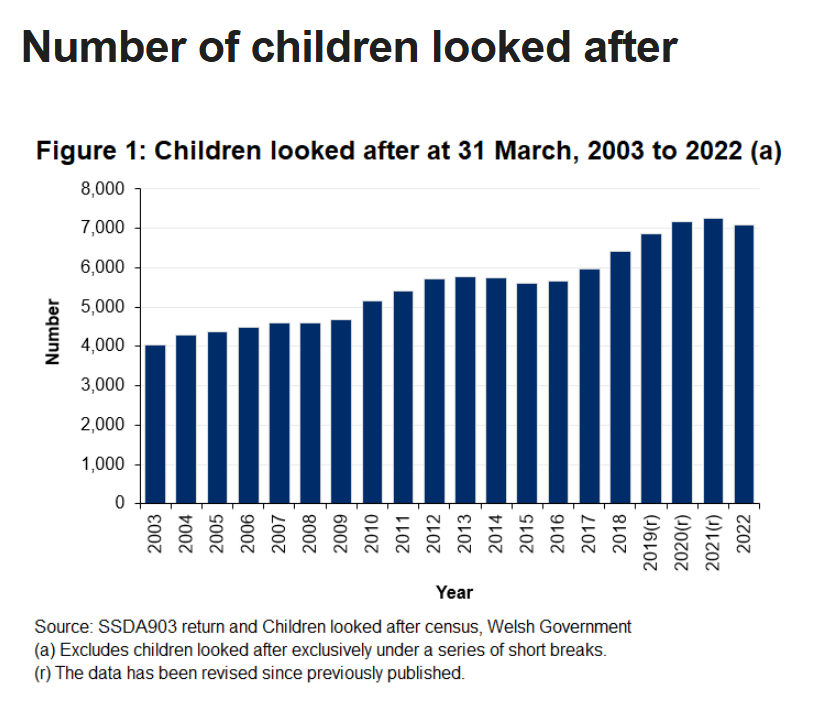 Number of children looked after
Figure 1: Children looked after at 31 March, 2003 to 2022 (a)
8,000
7,000
6,000
5,000
4,000
3,000
2,000
1,000
0
Number
2003 2004 2005 2006 2007 2008 2009 2010 2011 2012 2013 2014 2015 2016 2017 2018 2019(r) 2020(r) 2021(r) 2022
Year
Source: SSDA903 return and Children looked after census, Welsh Government
(a) Excludes children looked after exclusively under a series of short breaks.
(r) The data has been revised since previously published.